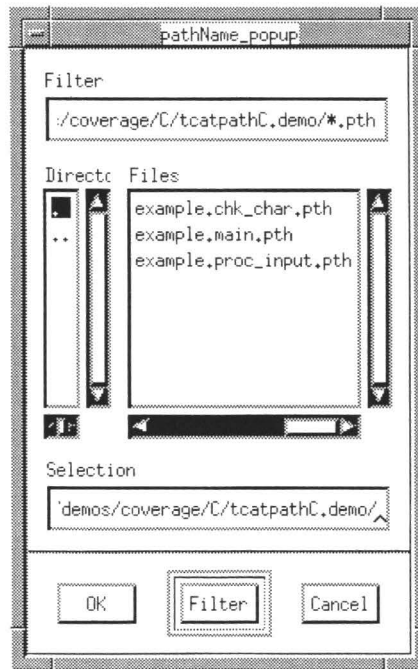 pathName_popup
Filter
:/coverage/C/tcatpathC.demo/*.pth
Directo Files
.
..
example.chk_char.pth
example.main.pth
example.proc_input.pth
Selection
'demos/coverage/C/tcatpathC.demo/
OK Filter Cancel